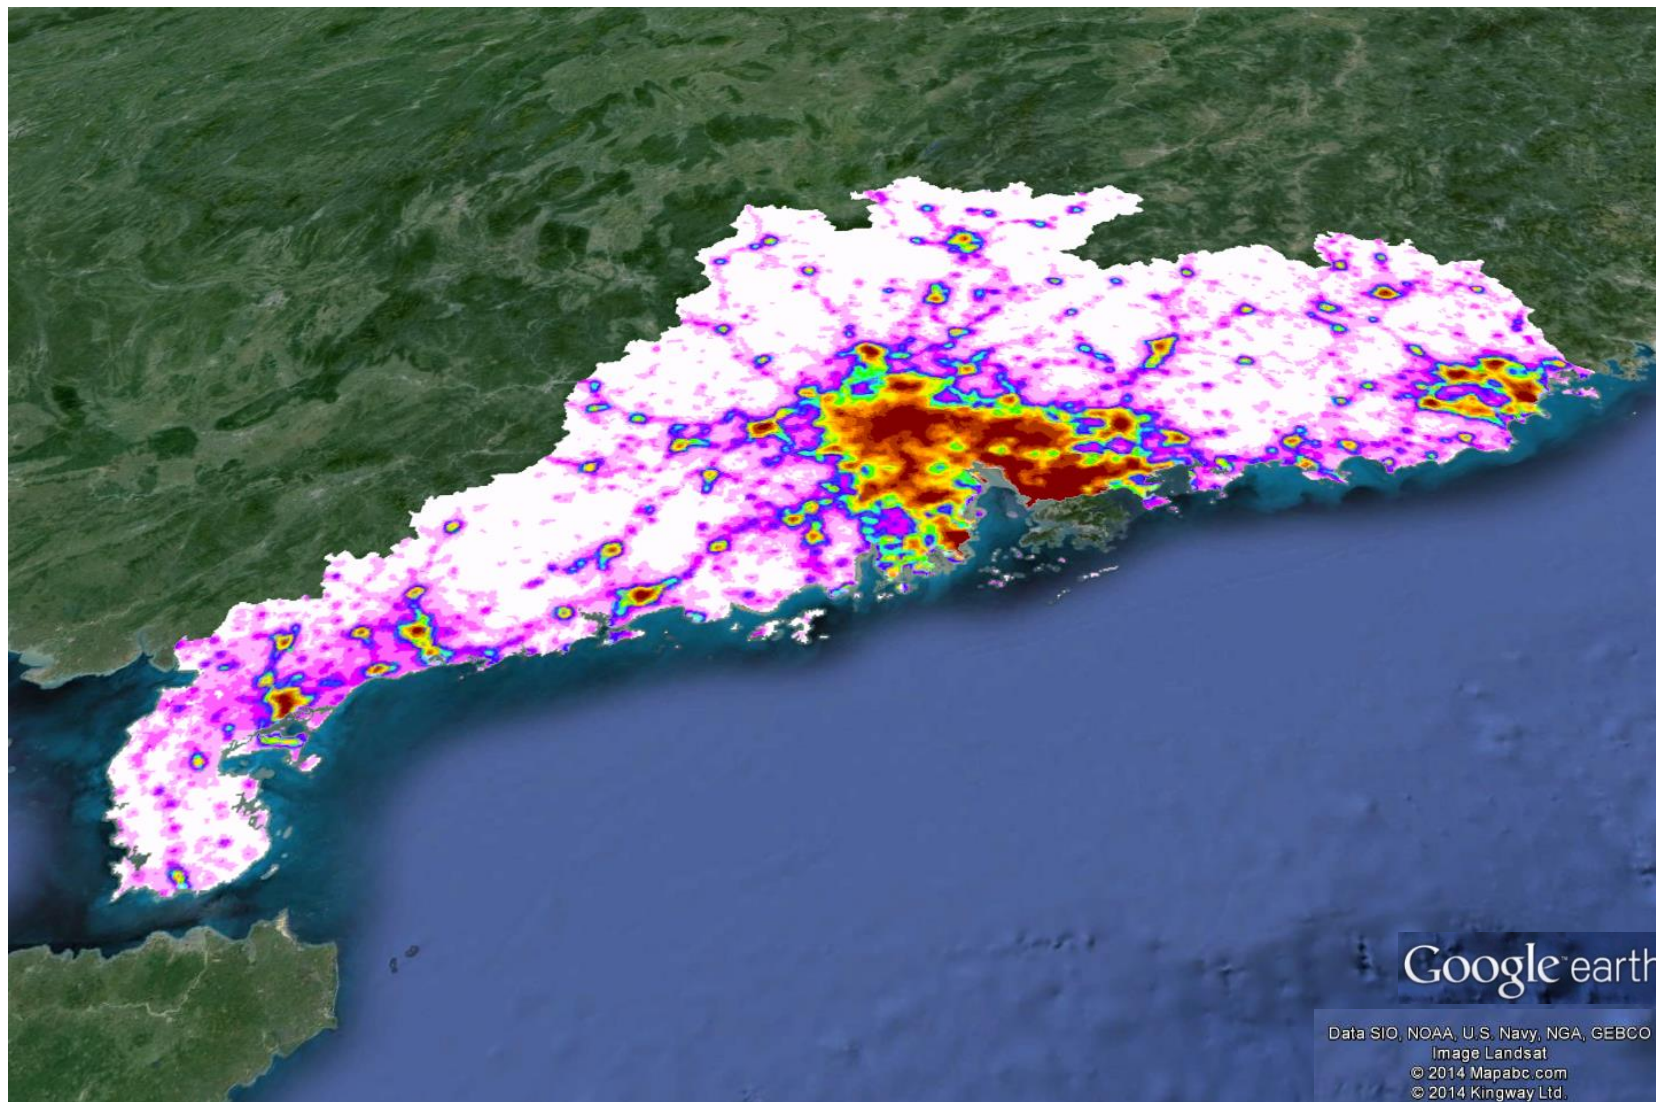 Google earth
Data SIO, NOAA, U.S. Navy, NGA, GEBCO
Image Landsat
© 2014 Mapabc.com
© 2014 Kingway Ltd.